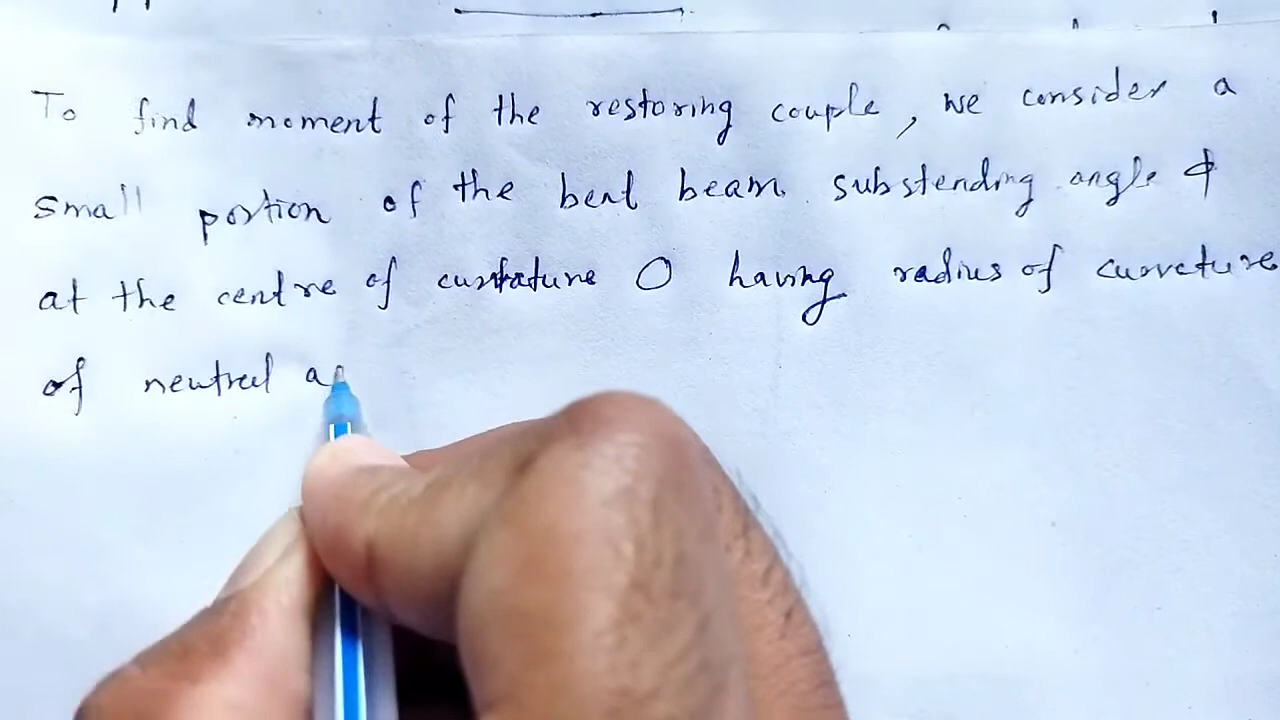 To find moment of the restoring couple, we consider a
small portion of the bent beam substending angle ϕ
at the centre of curvature O having radius of curvature
of neutral a